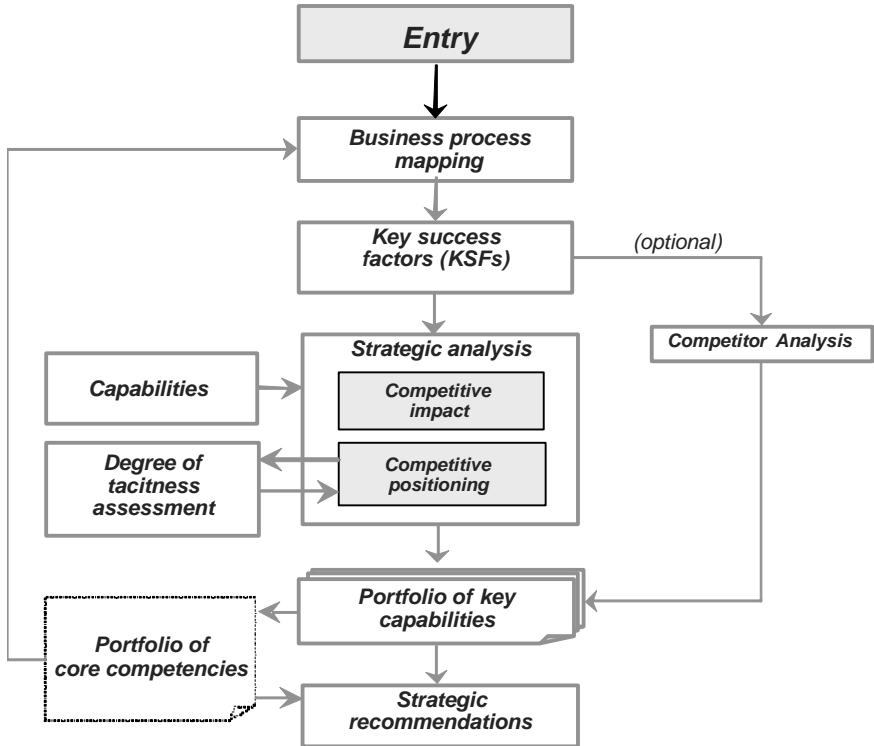 Entry
Business process
mapping
Key success
factors (KSFs)
(optional)
Strategic analysis
Competitor Analysis
Capabilities
Competitive
impact
Degree of
tacitness
assessment
Competitive
positioning
Portfolio of key
capabilities
Portfolio of
core competencies
Strategic
recommendations